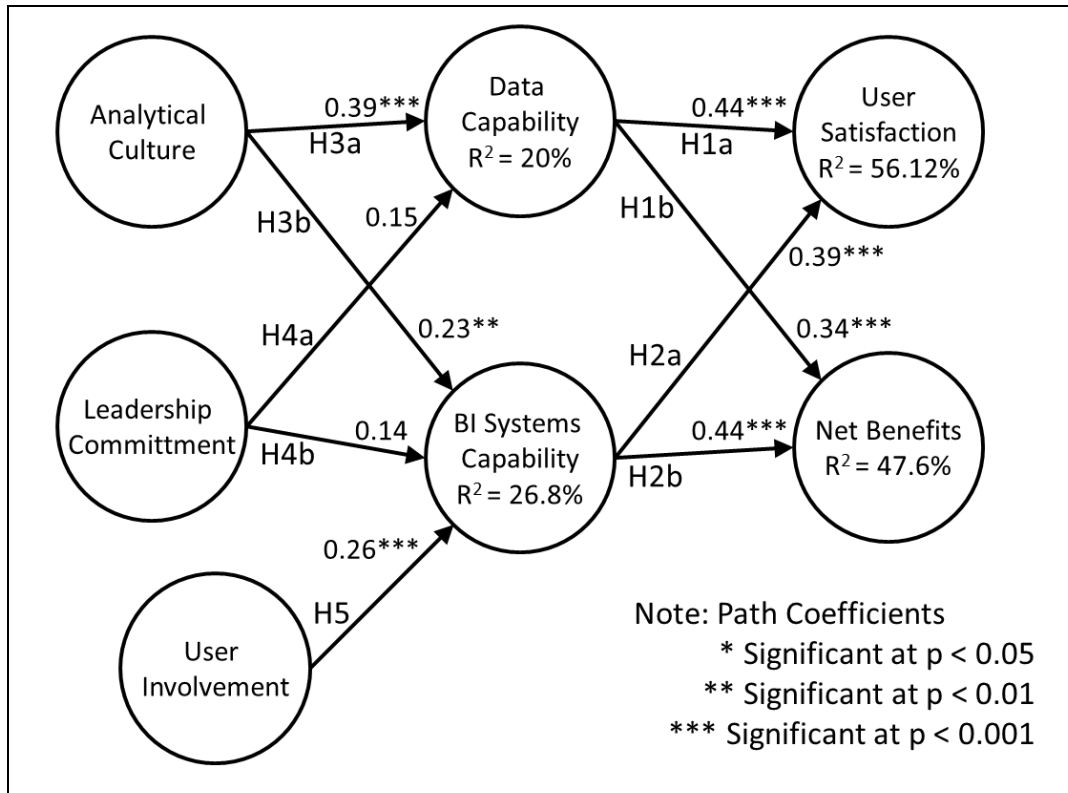 Analytical
Culture
0.39***
H3a
Data
Capability
R² = 20%
0.44***
H1a
User
Satisfaction
R² = 56.12%
H3b
0.15
H1b
0.39***
H4a
0.23**
H2a
0.34***
Leadership
Committment
0.14
H4b
BI Systems
Capability
R² = 26.8%
0.44***
H2b
Net Benefits
R² = 47.6%
0.26***
H5
User
Involvement
Note: Path Coefficients
* Significant at p < 0.05
** Significant at p < 0.01
*** Significant at p < 0.001